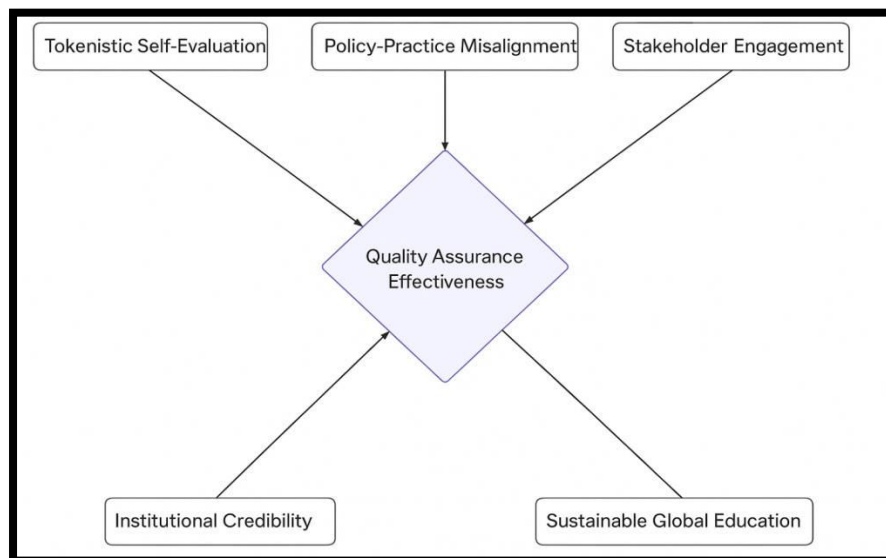 Tokenistic Self-Evaluation
Policy-Practice Misalignment
Stakeholder Engagement
Quality Assurance
Effectiveness
Institutional Credibility
Sustainable Global Education